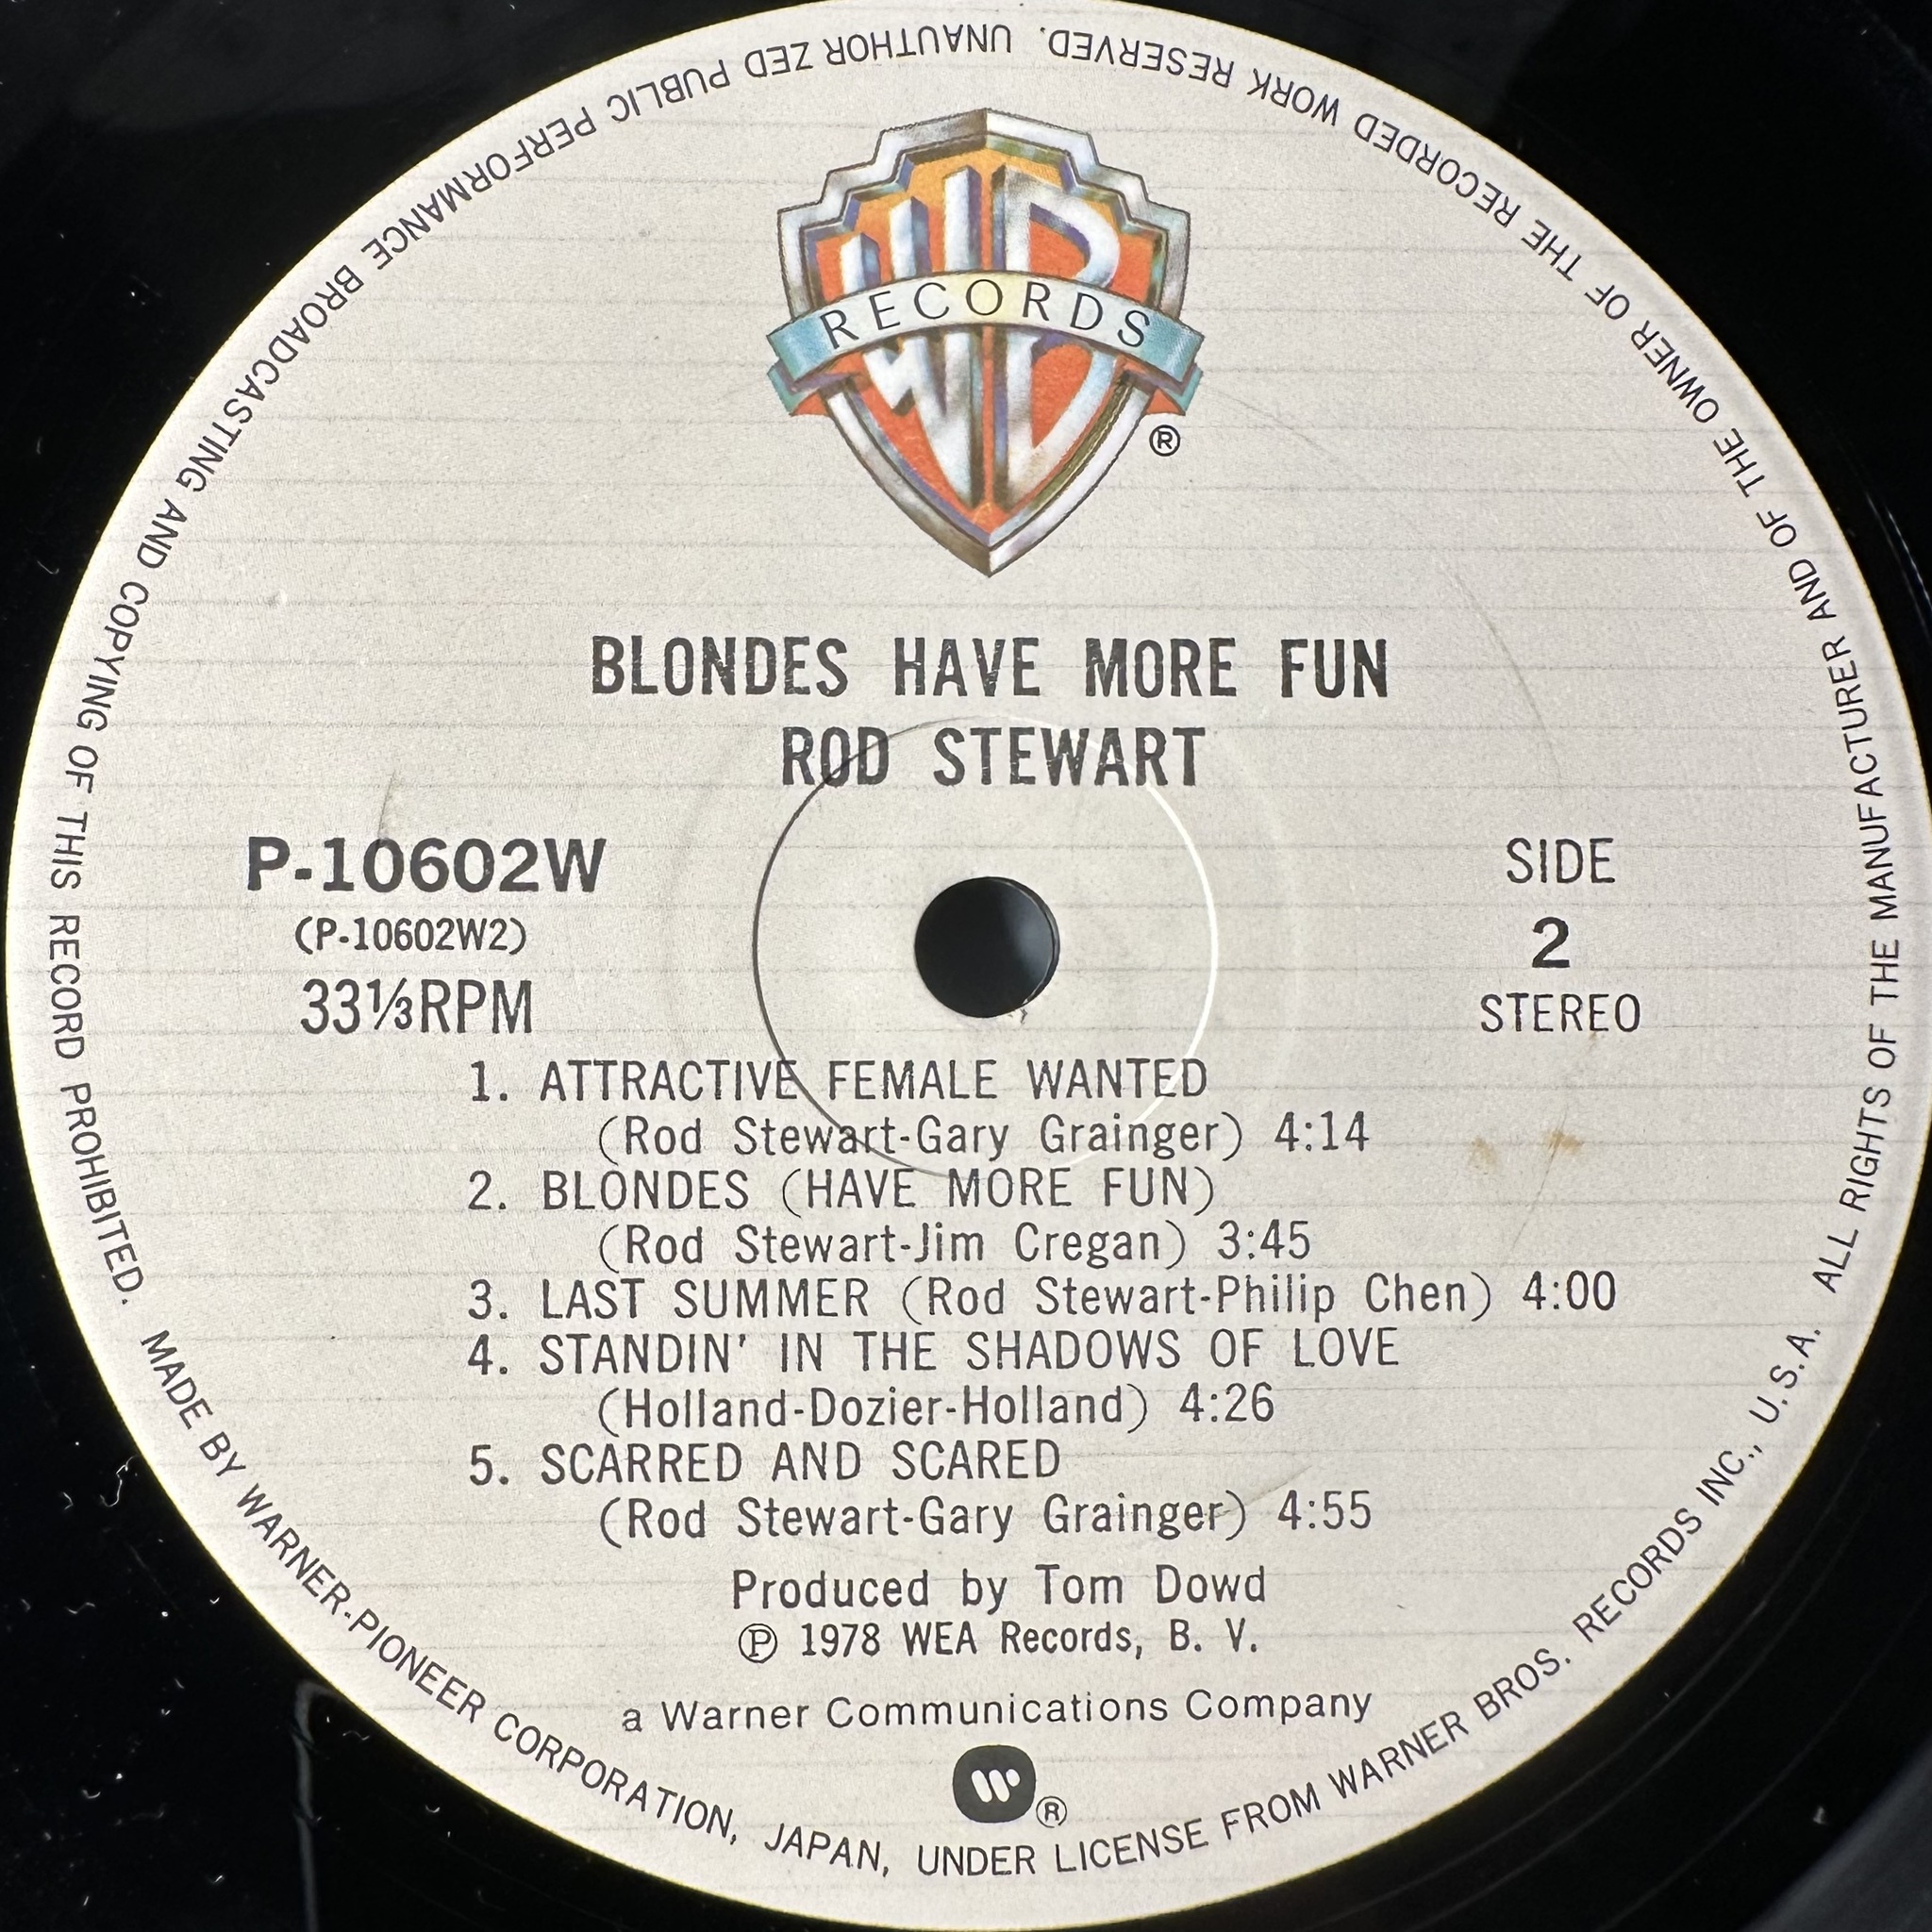 WB
RECORDS
®
BLONDES HAVE MORE FUN
ROD STEWART
P-10602W
(P-10602W2)
33⅓RPM
SIDE
2
STEREO
1. ATTRACTIVE FEMALE WANTED
(Rod Stewart-Gary Grainger) 4:14
2. BLONDES (HAVE MORE FUN)
(Rod Stewart-Jim Cregan) 3:45
3. LAST SUMMER (Rod Stewart-Philip Chen) 4:00
4. STANDIN' IN THE SHADOWS OF LOVE
(Holland-Dozier-Holland) 4:26
5. SCARRED AND SCARED
(Rod Stewart-Gary Grainger) 4:55
Produced by Tom Dowd
℗ 1978 WEA Records, B. V.
a Warner Communications Company
W ®
MADE BY WARNER-PIONEER CORPORATION, JAPAN, UNDER LICENSE FROM WARNER BROS. RECORDS INC., U.S.A. ALL RIGHTS OF THE MANUFACTURER AND OF THE OWNER OF THE RECORDED WORK RESERVED. UNAUTHOR ZED PUBLIC PERFORMANCE BROADCASTING AND COPYING OF THIS RECORD PROHIBITED.